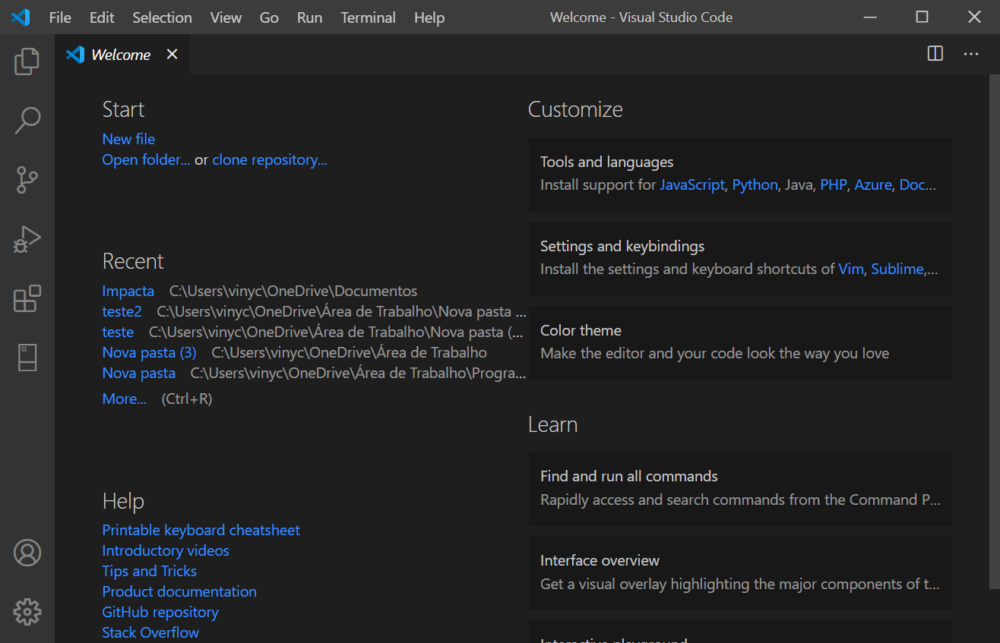 File Edit Selection View Go Run Terminal Help Welcome - Visual Studio Code
Welcome
Start
New file
Open folder... or clone repository...
Recent
Impacta C:\Users\vinyc\OneDrive\Documentos
teste2 C:\Users\vinyc\OneDrive\Área de Trabalho\Nova pasta ...
teste C:\Users\vinyc\OneDrive\Área de Trabalho\Nova pasta (...
Nova pasta (3) C:\Users\vinyc\OneDrive\Área de Trabalho
Nova pasta C:\Users\vinyc\OneDrive\Área de Trabalho\Progra...
More... (Ctrl+R)
Help
Printable keyboard cheatsheet
Introductory videos
Tips and Tricks
Product documentation
GitHub repository
Stack Overflow
Customize
Tools and languages
Install support for JavaScript, Python, Java, PHP, Azure, Doc...
Settings and keybindings
Install the settings and keyboard shortcuts of Vim, Sublime,...
Color theme
Make the editor and your code look the way you love
Learn
Find and run all commands
Rapidly access and search commands from the Command P...
Interface overview
Get a visual overlay highlighting the major components of t...
Interactive playground